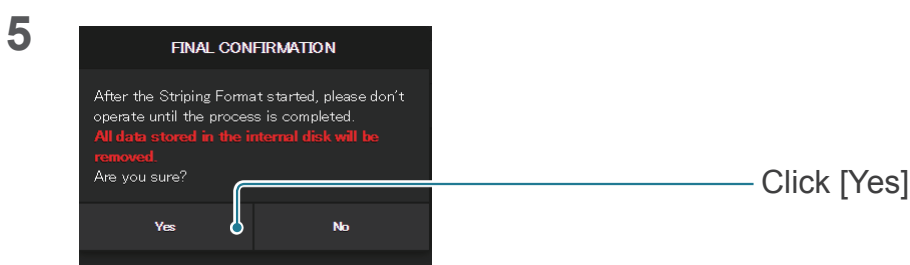 5
FINAL CONFIRMATION
After the Striping Format started, please don't
operate until the process is completed.
All data stored in the internal disk will be
removed.
Are you sure?
Yes
No
Click [Yes]